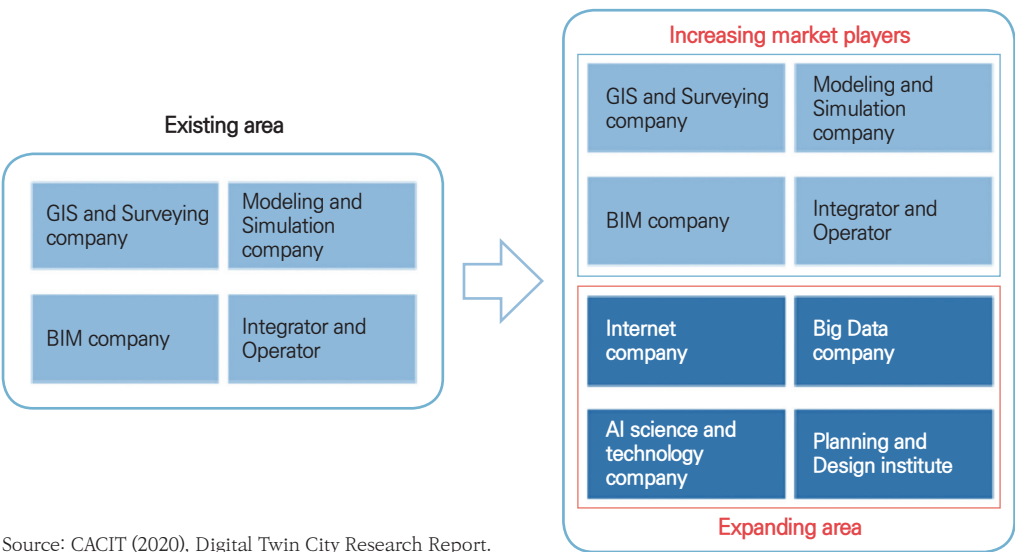 Existing area
GIS and Surveying
company
Modeling and
Simulation
company
BIM company
Integrator and
Operator
Increasing market players
GIS and Surveying
company
Modeling and
Simulation
company
BIM company
Integrator and
Operator
Internet
company
Big Data
company
AI science and
technology
company
Planning and
Design institute
Expanding area
Source: CACIT (2020), Digital Twin City Research Report.